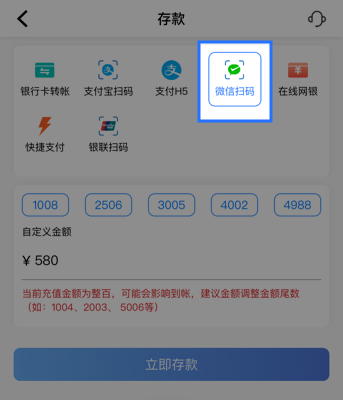 存款
银行卡转帐
支付宝扫码
支付H5
微信扫码
在线网银
快捷支付
银联扫码
1008
2506
3005
4002
4988
自定义金额
¥ 580
当前充值金额为整百，可能会影响到帐，建议金额调整金额尾数
（如：1004、2003、 5006等）
立即存款